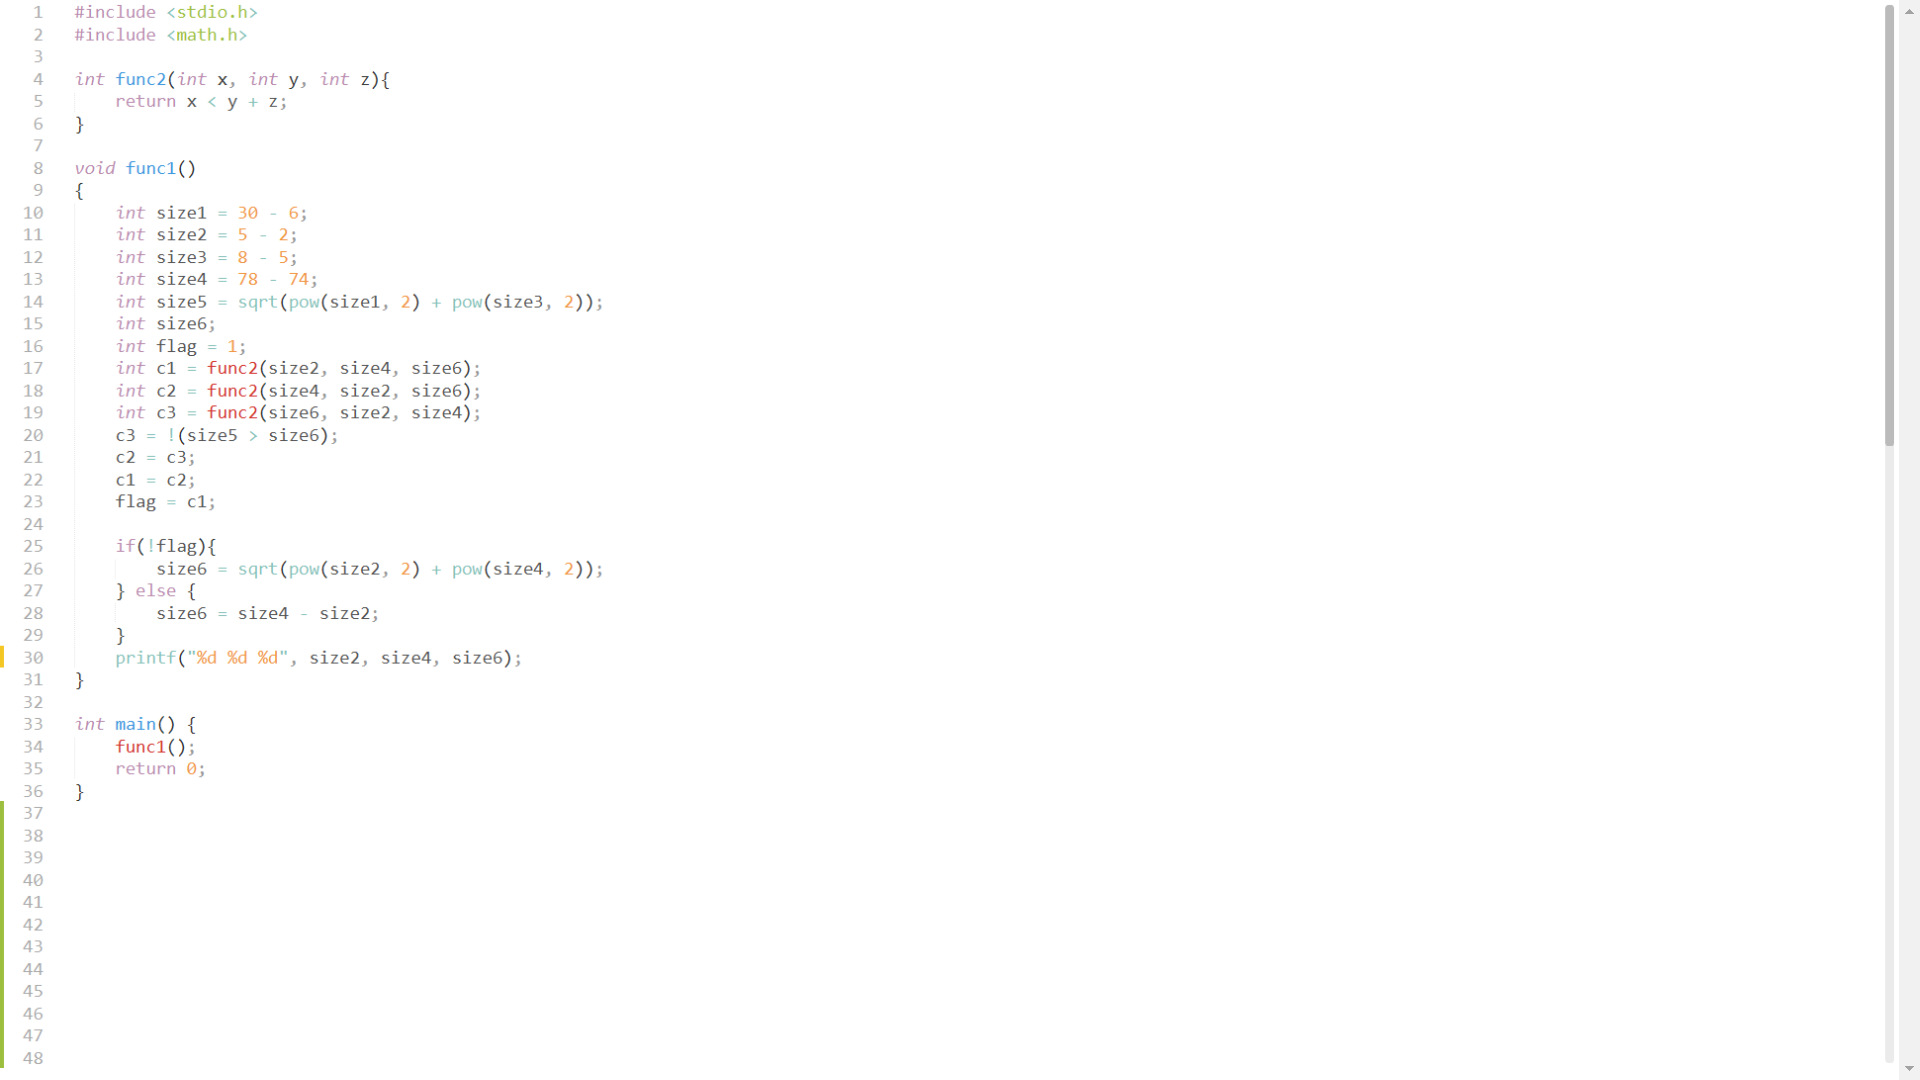 1 #include <stdio.h>
2 #include <math.h>
3
4 int func2(int x, int y, int z){
5     return x < y + z;
6 }
7
8 void func1()
9 {
10     int size1 = 30 - 6;
11     int size2 = 5 - 2;
12     int size3 = 8 - 5;
13     int size4 = 78 - 74;
14     int size5 = sqrt(pow(size1, 2) + pow(size3, 2));
15     int size6;
16     int flag = 1;
17     int c1 = func2(size2, size4, size6);
18     int c2 = func2(size4, size2, size6);
19     int c3 = func2(size6, size2, size4);
20     c3 = !(size5 > size6);
21     c2 = c3;
22     c1 = c2;
23     flag = c1;
24
25     if(!flag){
26         size6 = sqrt(pow(size2, 2) + pow(size4, 2));
27     } else {
28         size6 = size4 - size2;
29     }
30     printf("%d %d %d", size2, size4, size6);
31 }
32
33 int main() {
34     func1();
35     return 0;
36 }
37
38
39
40
41
42
43
44
45
46
47
48